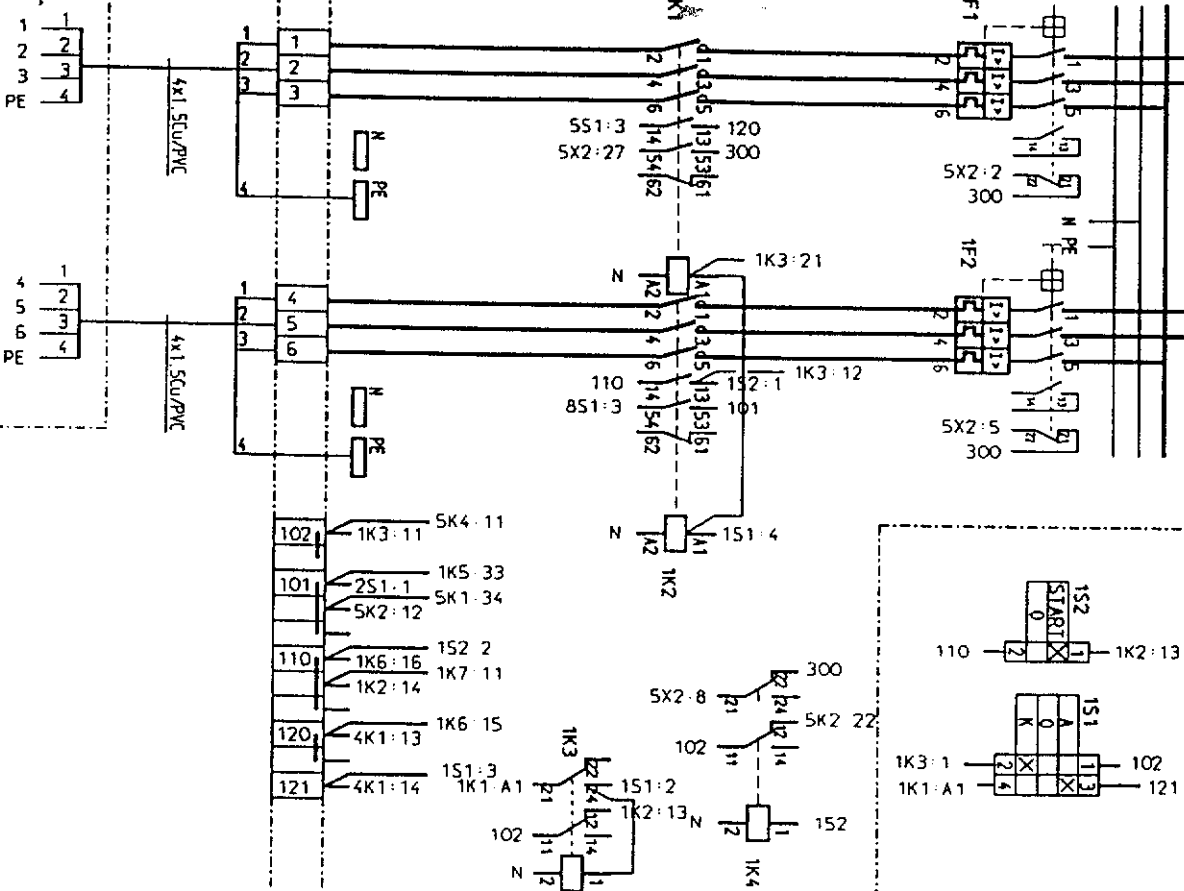 1 1
2 2
3 3
PE 4
4x1.5Cu/PVC
1
2
3
4
1
2
3
N
PE
K1
2 1
4 3
6 5
5S1:3 14 13 120
5X2:27 54 53 300
62 61
1F1
2 I> 1
4 I> 3
6 I> 5
14 13
5X2:2 22 21
300
N
PE
N A2 A1 1K3:21
4 1
5 2
6 3
PE 4
4x1.5Cu/PVC
1
2
3
4
4
5
6
N
PE
2 1
4 3
6 5
1K3:12
110 14 13 1S2:1
8S1:3 54 53 101
62 61
1F2
2 I> 1
4 I> 3
6 I> 5
14 13
5X2:5 22 21
300
N A2 A1 1S1:4
1K2
102 5K4:11
1K3:11
101 1K5:33
2S1:1
5K1:34
5K2:12
110 1S2 2
1K6:16
1K7 11
1K2:14
120 1K6 15
4K1:13
121 1S1:3
4K1:14
1K3
1K1 A1 21 22 24 1S1:2
1K2:13
102 11 12 14
N 2 1
300
5X2:8 21 22 24
5K2 22
102 11 12 14
N 2 1 1S2
1K4
1S2
START
0
110 2 1 1K2:13
1S1
K 0 A
1K3:1 2 1 102
1K1:A1 4 3 121